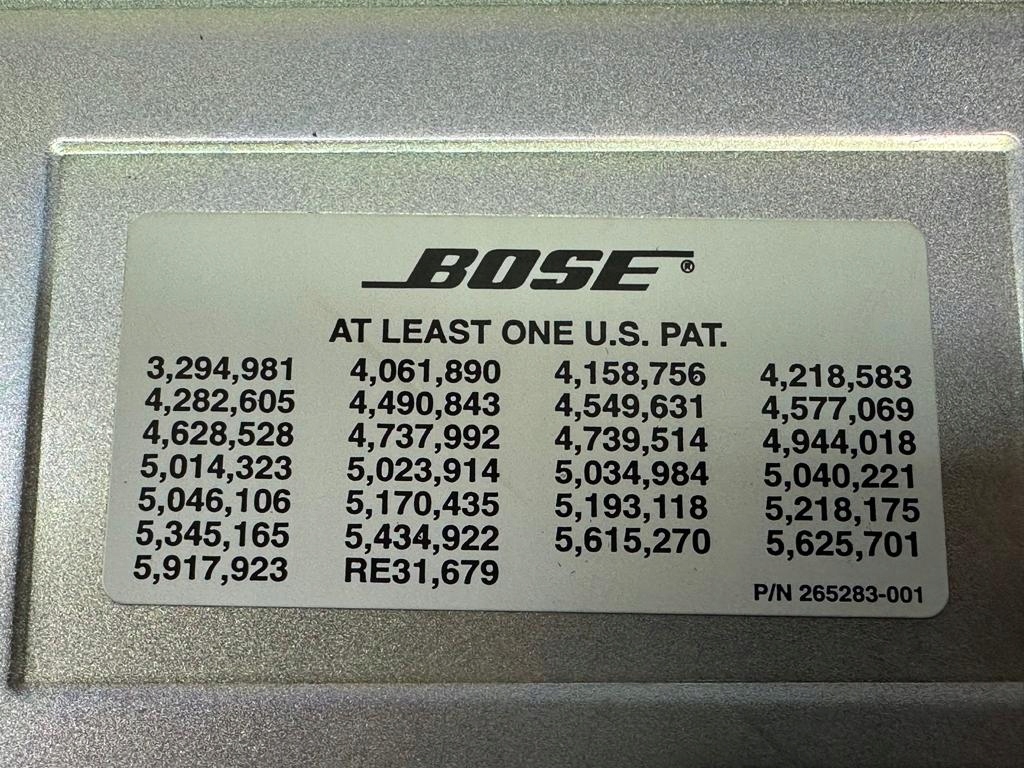 BOSE®
AT LEAST ONE U.S. PAT.
3,294,981 4,061,890 4,158,756 4,218,583
4,282,605 4,490,843 4,549,631 4,577,069
4,628,528 4,737,992 4,739,514 4,944,018
5,014,323 5,023,914 5,034,984 5,040,221
5,046,106 5,170,435 5,193,118 5,218,175
5,345,165 5,434,922 5,615,270 5,625,701
5,917,923 RE31,679
P/N 265283-001